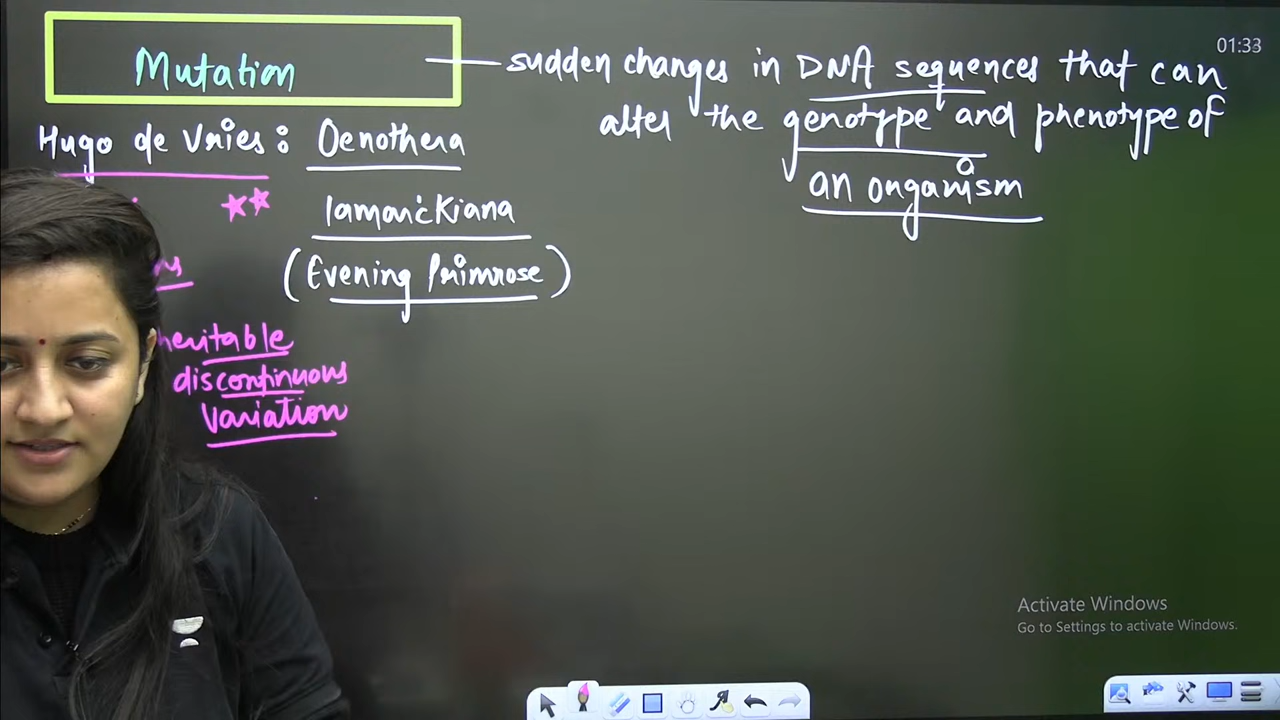 Mutation
sudden changes in DNA sequences that can
alter the genotype and phenotype of
an organism
01:33
Hugo de Vries : Oenothera
lamarckiana
(Evening Primrose)
heritable
discontinuous
variation
Activate Windows
Go to Settings to activate Windows.